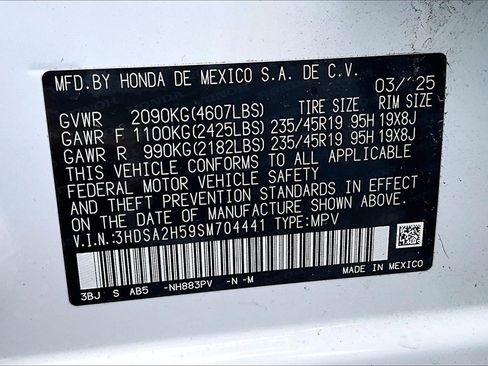 MFD. BY HONDA DE MEXICO S.A. DE C.V. 03/'25
GVWR 2090KG(4607LBS) TIRE SIZE RIM SIZE
GAWR F 1100KG(2425LBS) 235/45R19 95H 19X8J
GAWR R 990KG(2182LBS) 235/45R19 95H 19X8J
THIS VEHICLE CONFORMS TO ALL APPLICABLE
FEDERAL MOTOR VEHICLE SAFETY
AND THEFT PREVENTION STANDARDS IN EFFECT
ON THE DATE OF MANUFACTURE SHOWN ABOVE.
V.I.N.:3HDSA2H59SM704441 TYPE:MPV
MADE IN MEXICO
3BJ S AB5 -NH883PV -N -M